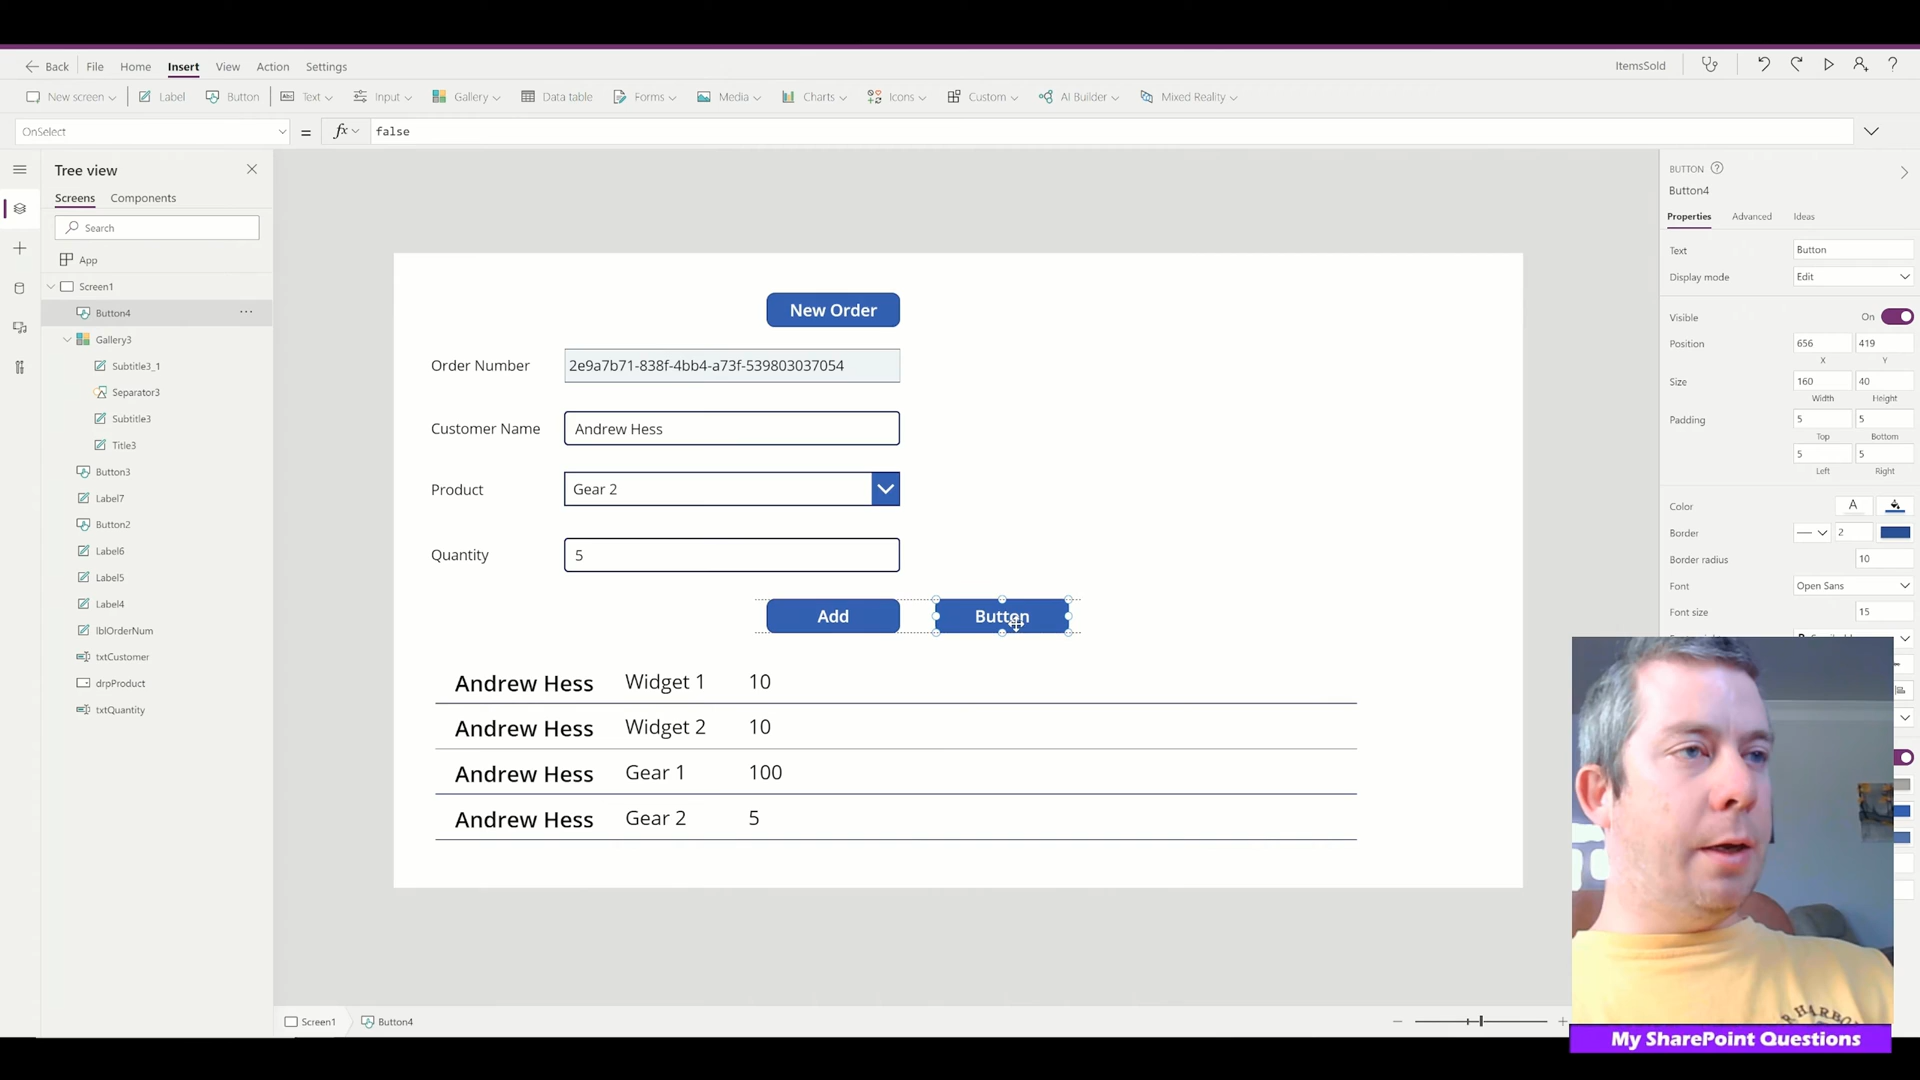 Back File Home Insert View Action Settings ItemsSold ?
New screen Label Button Text Input Gallery Data table Forms Media Charts Icons Custom AI Builder Mixed Reality
OnSelect = fx false
Tree view
Screens Components
Search
App
Screen1
Button4 ...
Gallery3
Subtitle3_1
Separator3
Subtitle3
Title3
Button3
Label7
Button2
Label6
Label5
Label4
lblOrderNum
txtCustomer
drpProduct
txtQuantity
New Order
Order Number 2e9a7b71-838f-4bb4-a73f-539803037054
Customer Name Andrew Hess
Product Gear 2
Quantity 5
Add Button
Andrew Hess Widget 1 10
Andrew Hess Widget 2 10
Andrew Hess Gear 1 100
Andrew Hess Gear 2 5
Screen1 Button4
BUTTON ?
Button4
Properties Advanced Ideas
Text Button
Display mode Edit
Visible On
Position 656 419
X Y
Size 160 40
Width Height
Padding 5 5
Top Bottom
5 5
Left Right
Color A
Border 2
Border radius 10
Font Open Sans
Font size 15
My SharePoint Questions